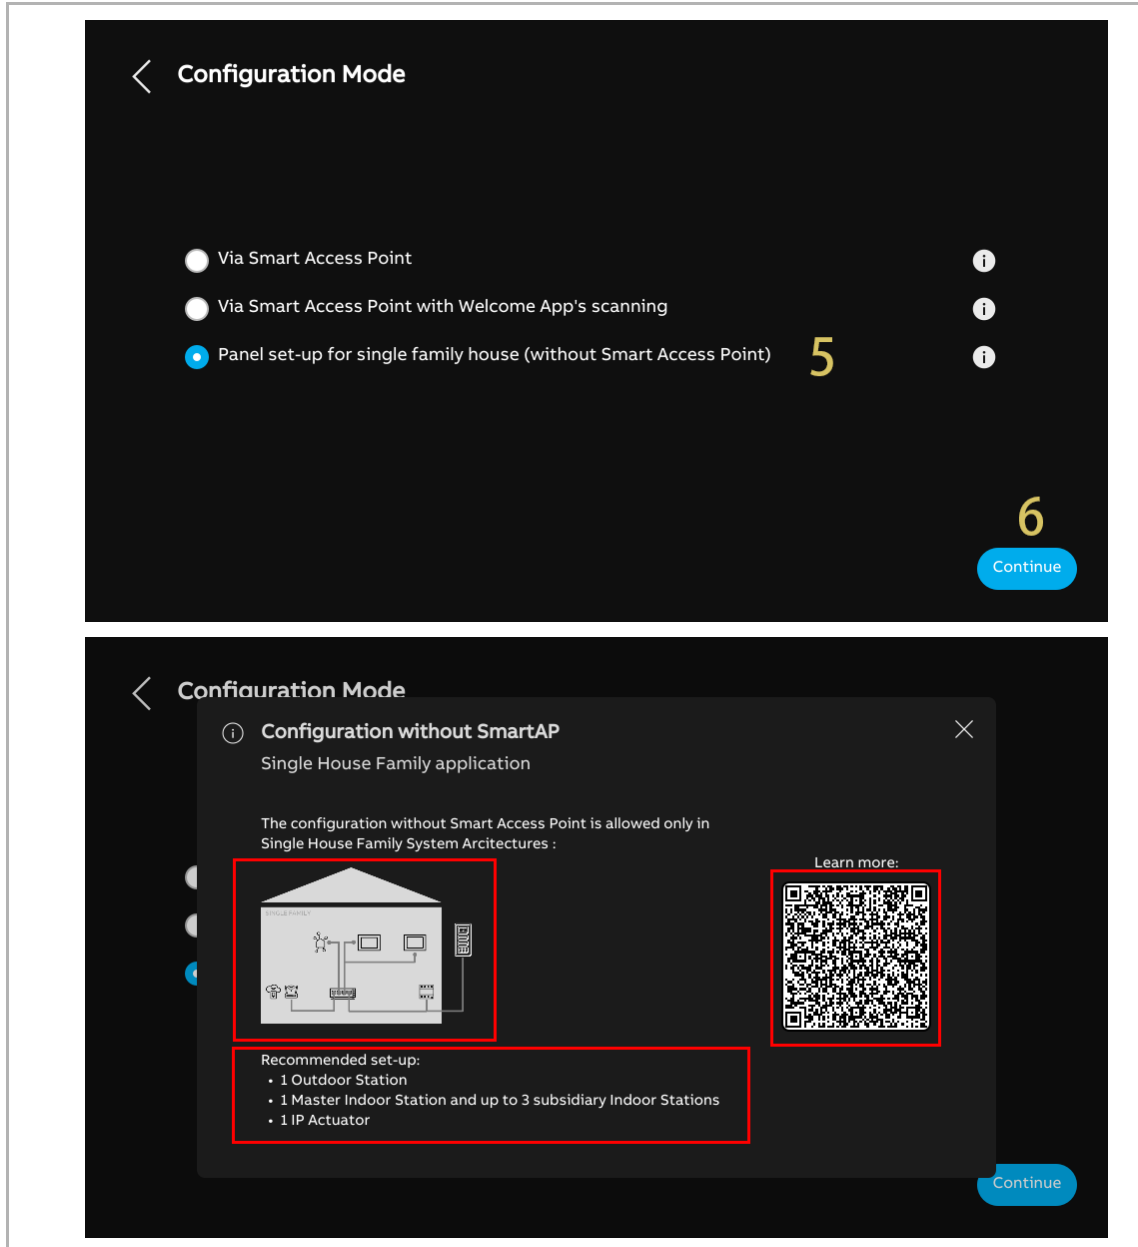 Configuration Mode
Via Smart Access Point
Via Smart Access Point with Welcome App's scanning
Panel set-up for single family house (without Smart Access Point)
5
6
Continue
Configuration Mode
Configuration without SmartAP
Single House Family application
The configuration without Smart Access Point is allowed only in
Single House Family System Arcitectures :
Learn more:
SINGLE FAMILY
Recommended set-up:
• 1 Outdoor Station
• 1 Master Indoor Station and up to 3 subsidiary Indoor Stations
• 1 IP Actuator
Continue